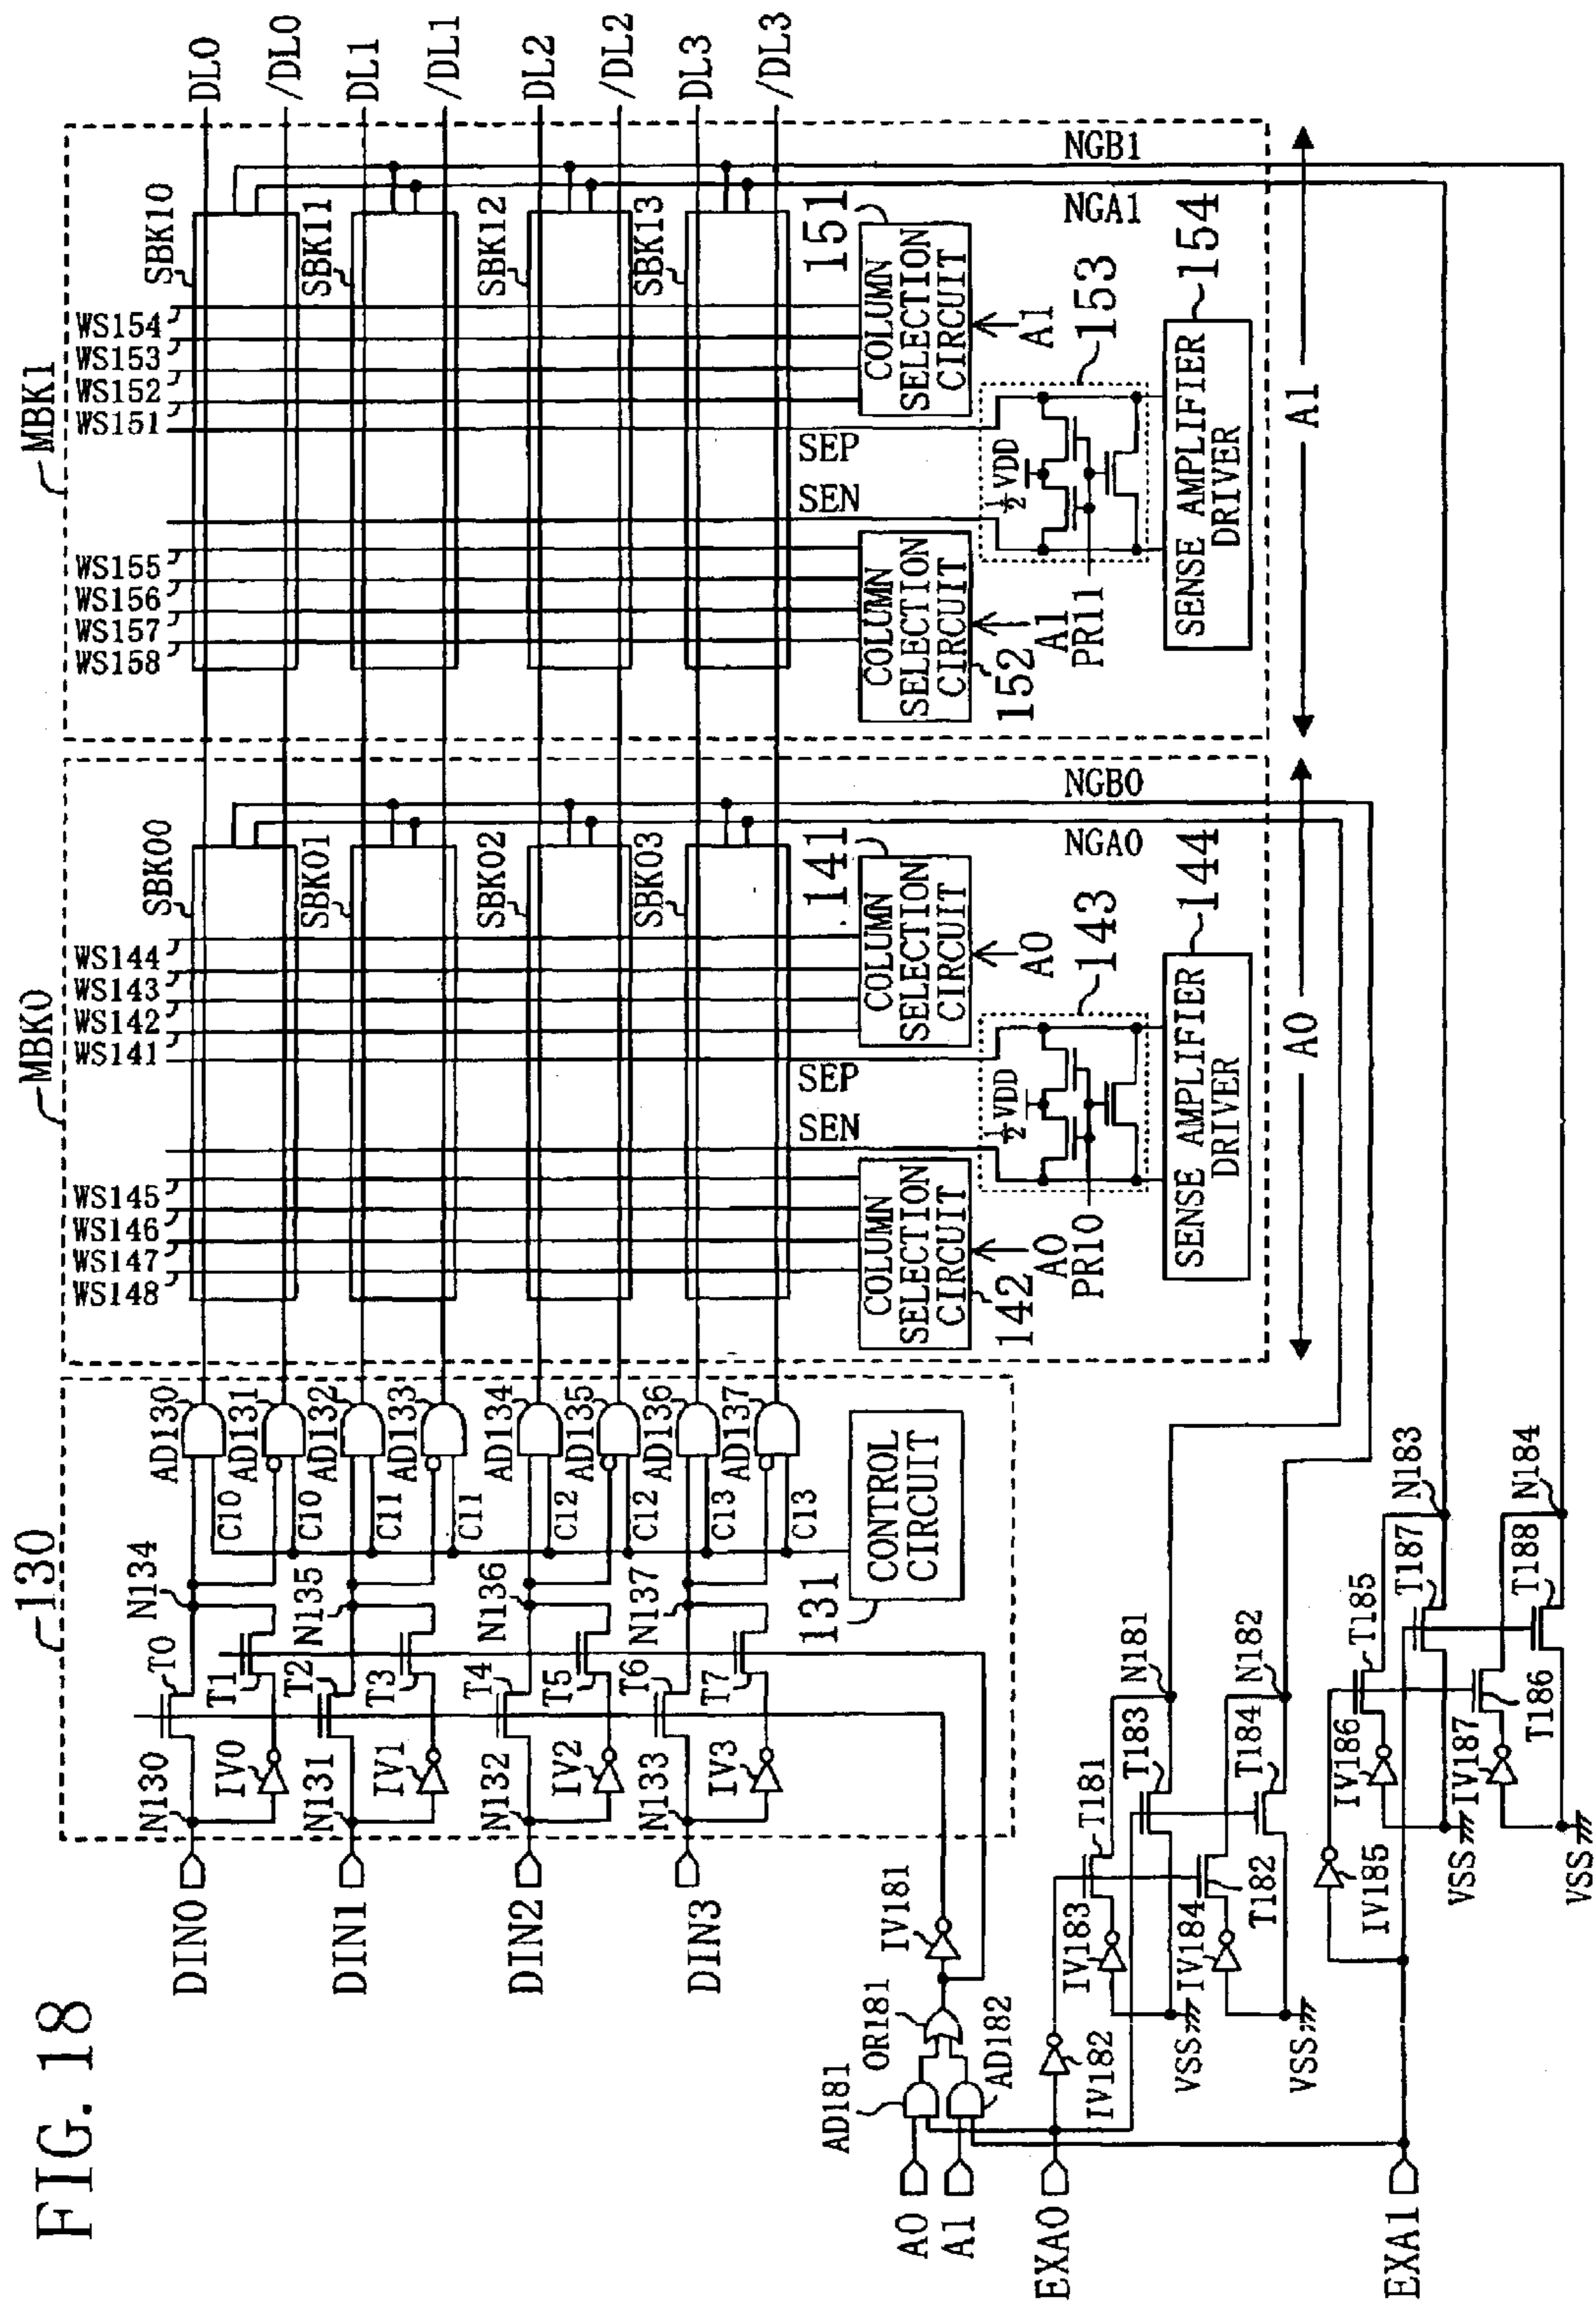 FIG. 18
130
MBK0
MBK1
DIN0
N130
T0
N134
IV0
T1
AD130
C10
AD131
C10
DIN1
N131
T2
N135
IV1
T3
AD132
C11
AD133
C11
DIN2
N132
T4
N136
IV2
T5
AD134
C12
AD135
C12
DIN3
N133
T6
N137
IV3
T7
AD136
C13
AD137
C13
131
CONTROL
CIRCUIT
WS148
WS147
WS146
WS145
WS141
WS142
WS143
WS144
SBK00
SBK01
SBK02
SBK03
SEN
SEP
COLUMN
SELECTION
CIRCUIT
142
A0
COLUMN
SELECTION
CIRCUIT
141
A0
PR10
1/2 VDD
143
SENSE AMPLIFIER
DRIVER
144
NGA0
NGB0
A0
WS158
WS157
WS156
WS155
WS151
WS152
WS153
WS154
SBK10
SBK11
SBK12
SBK13
SEN
SEP
COLUMN
SELECTION
CIRCUIT
152
A1
COLUMN
SELECTION
CIRCUIT
151
A1
PR11
1/2 VDD
153
SENSE AMPLIFIER
DRIVER
154
NGA1
NGB1
A1
DL0
/DL0
DL1
/DL1
DL2
/DL2
DL3
/DL3
A0
A1
AD181
AD182
OR181
IV181
EXA0
IV182
IV183
T181
T183
N181
VSS
IV184
T182
T184
N182
VSS
EXA1
IV185
IV186
T185
T187
N183
VSS
IV187
T186
T188
N184
VSS